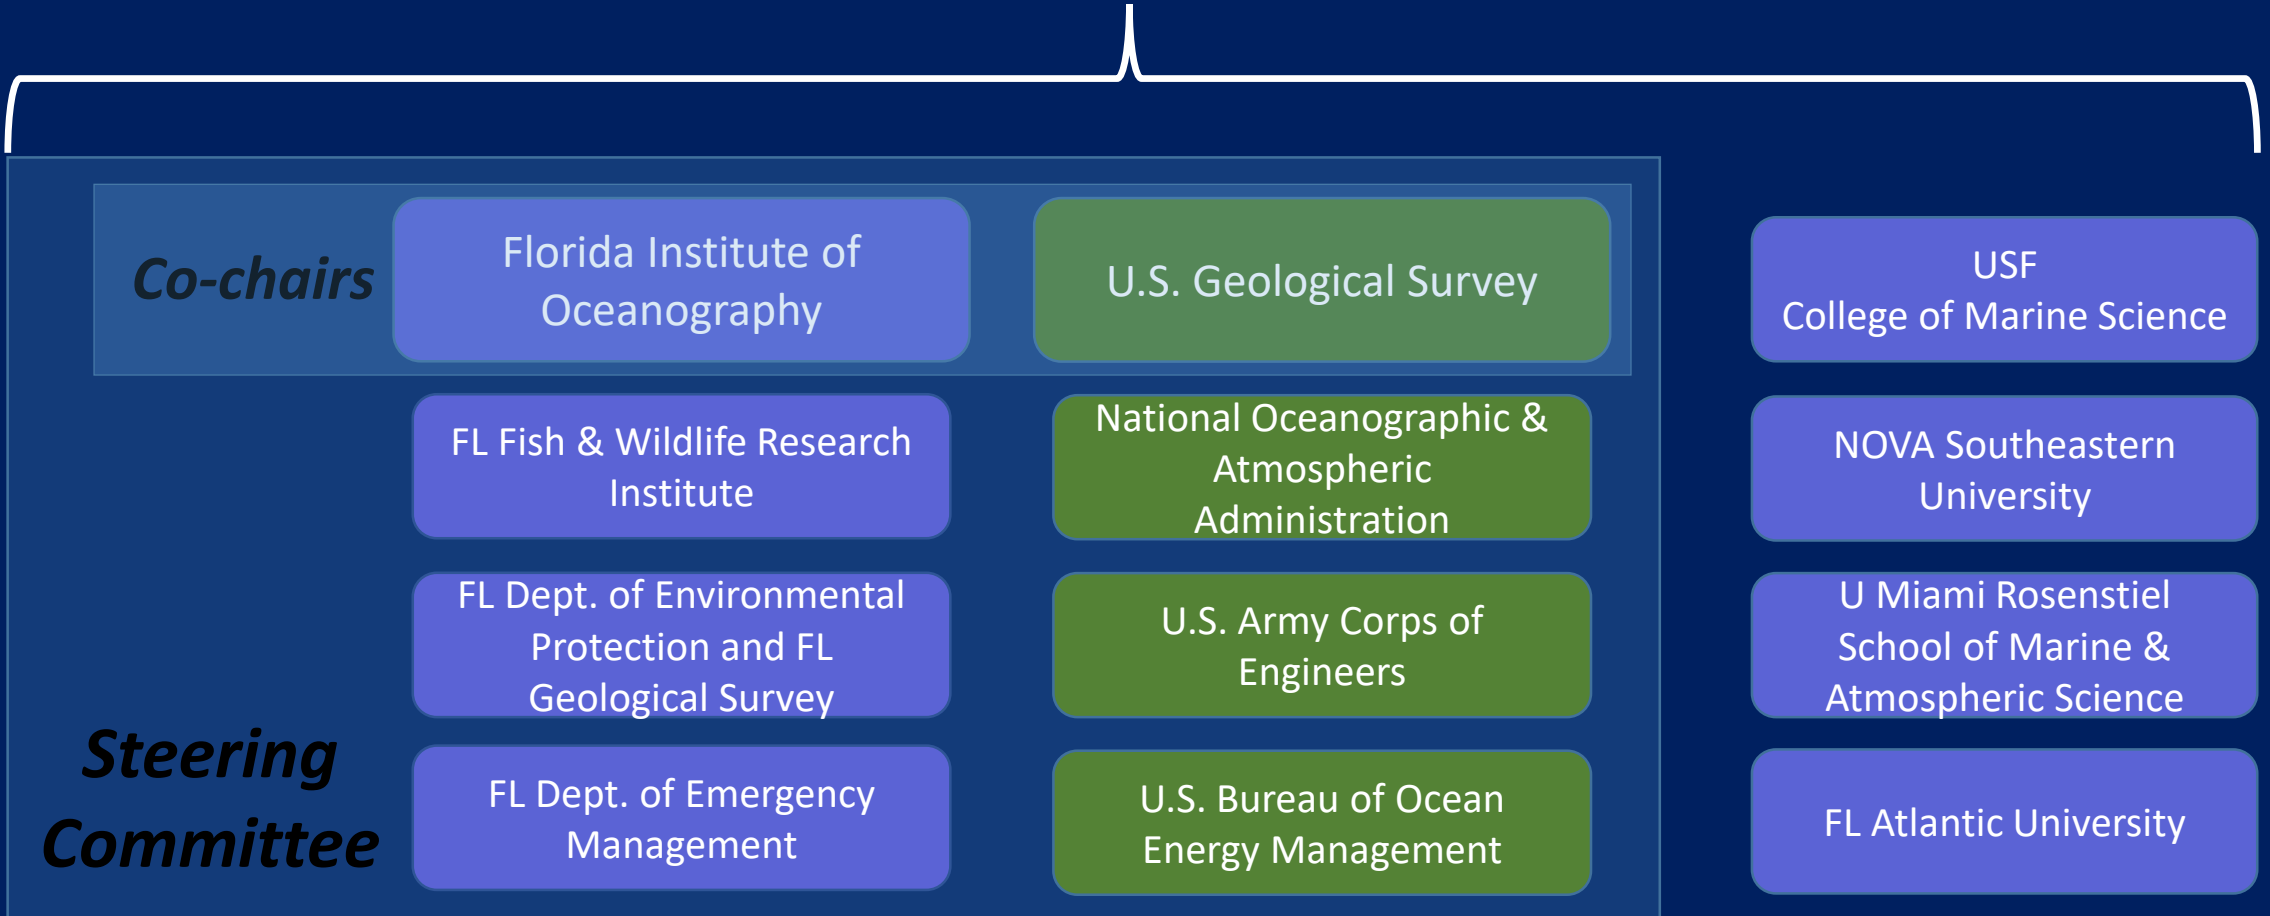 Co-chairs
Florida Institute of
Oceanography
U.S. Geological Survey
USF
College of Marine Science
FL Fish & Wildlife Research
Institute
National Oceanographic &
Atmospheric
Administration
NOVA Southeastern
University
FL Dept. of Environmental
Protection and FL
Geological Survey
U.S. Army Corps of
Engineers
U Miami Rosenstiel
School of Marine &
Atmospheric Science
Steering
Committee
FL Dept. of Emergency
Management
U.S. Bureau of Ocean
Energy Management
FL Atlantic University